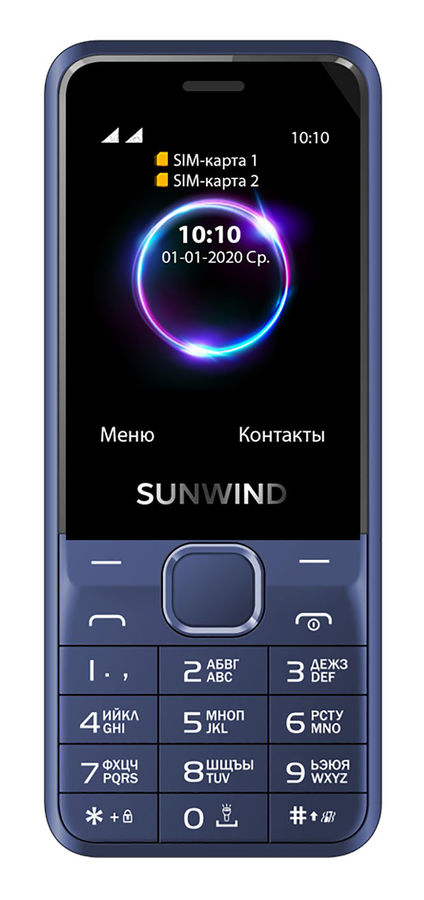 10:10
SIM-карта 1
SIM-карта 2
10:10
01-01-2020 Ср.
Меню
Контакты
SUNWIND
1 . ,
2 АБВГ ABC
3 ДЕЖЗ DEF
4 ИЙКЛ GHI
5 МНОП JKL
6 РСТУ MNO
7 ФХЦЧ PQRS
8 ШЩЪЫ TUV
9 ЬЭЮЯ WXYZ
* +
0
#